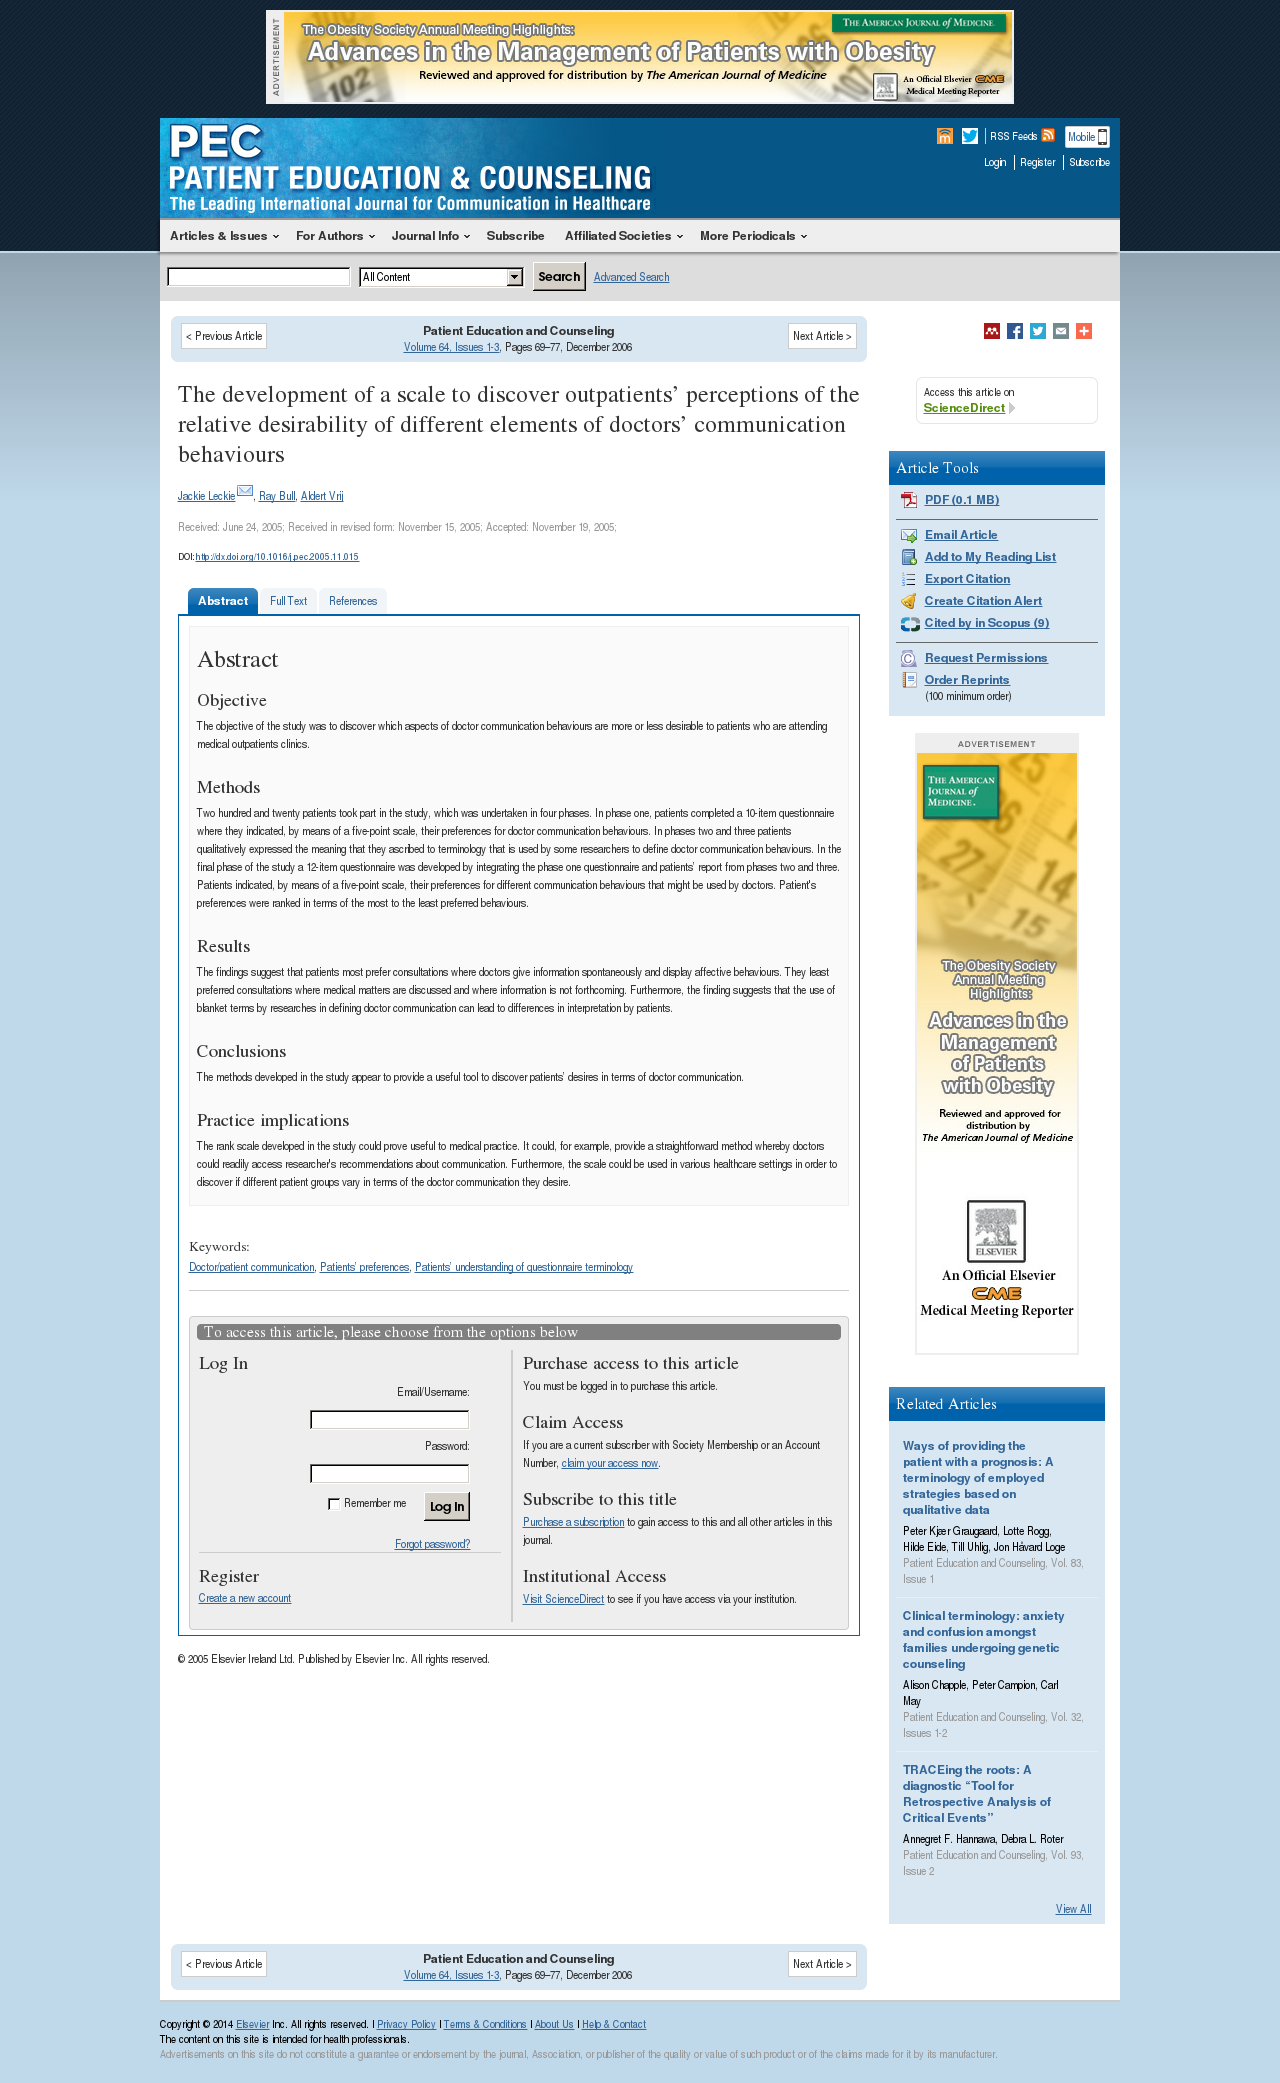 ADVERTISEMENT
The Obesity Society Annual Meeting Highlights:
THE AMERICAN JOURNAL OF MEDICINE
Advances in the Management of Patients with Obesity
Reviewed and approved for distribution by The American Journal of Medicine
An Official Elsevier CME
Medical Meeting Reporter
PEC
PATIENT EDUCATION & COUNSELING
The Leading International Journal for Communication in Healthcare
RSS Feeds
Mobile
Login | Register | Subscribe
Articles & Issues
For Authors
Journal Info
Subscribe
Affiliated Societies
More Periodicals
All Content
Search
Advanced Search
< Previous Article
Patient Education and Counseling
Volume 64, Issues 1-3, Pages 69–77, December 2006
Next Article >
The development of a scale to discover outpatients’ perceptions of the
relative desirability of different elements of doctors’ communication
behaviours
Jackie Leckie, Ray Bull, Aldert Vrij
Received: June 24, 2005; Received in revised form: November 15, 2005; Accepted: November 19, 2005;
DOI: http://dx.doi.org/10.1016/j.pec.2005.11.015
Abstract
Full Text
References
Abstract
Objective
The objective of the study was to discover which aspects of doctor communication behaviours are more or less desirable to patients who are attending
medical outpatients clinics.
Methods
Two hundred and twenty patients took part in the study, which was undertaken in four phases. In phase one, patients completed a 10-item questionnaire
where they indicated, by means of a five-point scale, their preferences for doctor communication behaviours. In phases two and three patients
qualitatively expressed the meaning that they ascribed to terminology that is used by some researchers to define doctor communication behaviours. In the
final phase of the study a 12-item questionnaire was developed by integrating the phase one questionnaire and patients’ report from phases two and three.
Patients indicated, by means of a five-point scale, their preferences for different communication behaviours that might be used by doctors. Patient's
preferences were ranked in terms of the most to the least preferred behaviours.
Results
The findings suggest that patients most prefer consultations where doctors give information spontaneously and display affective behaviours. They least
preferred consultations where medical matters are discussed and where information is not forthcoming. Furthermore, the finding suggests that the use of
blanket terms by researches in defining doctor communication can lead to differences in interpretation by patients.
Conclusions
The methods developed in the study appear to provide a useful tool to discover patients’ desires in terms of doctor communication.
Practice implications
The rank scale developed in the study could prove useful to medical practice. It could, for example, provide a straightforward method whereby doctors
could readily access researcher's recommendations about communication. Furthermore, the scale could be used in various healthcare settings in order to
discover if different patient groups vary in terms of the doctor communication they desire.
Keywords:
Doctor/patient communication, Patients’ preferences, Patients’ understanding of questionnaire terminology
To access this article, please choose from the options below
Log In
Email/Username:
Password:
Remember me
Log In
Forgot password?
Register
Create a new account
Purchase access to this article
You must be logged in to purchase this article.
Claim Access
If you are a current subscriber with Society Membership or an Account
Number, claim your access now.
Subscribe to this title
Purchase a subscription to gain access to this and all other articles in this
journal.
Institutional Access
Visit ScienceDirect to see if you have access via your institution.
© 2005 Elsevier Ireland Ltd. Published by Elsevier Inc. All rights reserved.
Access this article on
ScienceDirect
Article Tools
PDF (0.1 MB)
Email Article
Add to My Reading List
Export Citation
Create Citation Alert
Cited by in Scopus (9)
Request Permissions
Order Reprints
(100 minimum order)
ADVERTISEMENT
THE AMERICAN
JOURNAL OF
MEDICINE.
The Obesity Society
Annual Meeting
Highlights:
Advances in the
Management
of Patients
with Obesity
Reviewed and approved for
distribution by
The American Journal of Medicine
ELSEVIER
An Official Elsevier
CME
Medical Meeting Reporter
Related Articles
Ways of providing the
patient with a prognosis: A
terminology of employed
strategies based on
qualitative data
Peter Kjær Graugaard, Lotte Rogg,
Hilde Eide, Till Uhlig, Jon Håvard Loge
Patient Education and Counseling, Vol. 83,
Issue 1
Clinical terminology: anxiety
and confusion amongst
families undergoing genetic
counseling
Alison Chapple, Peter Campion, Carl
May
Patient Education and Counseling, Vol. 32,
Issues 1-2
TRACEing the roots: A
diagnostic “Tool for
Retrospective Analysis of
Critical Events”
Annegret F. Hannawa, Debra L. Roter
Patient Education and Counseling, Vol. 93,
Issue 2
View All
< Previous Article
Patient Education and Counseling
Volume 64, Issues 1-3, Pages 69–77, December 2006
Next Article >
Copyright © 2014 Elsevier Inc. All rights reserved. | Privacy Policy | Terms & Conditions | About Us | Help & Contact
The content on this site is intended for health professionals.
Advertisements on this site do not constitute a guarantee or endorsement by the journal, Association, or publisher of the quality or value of such product or of the claims made for it by its manufacturer.